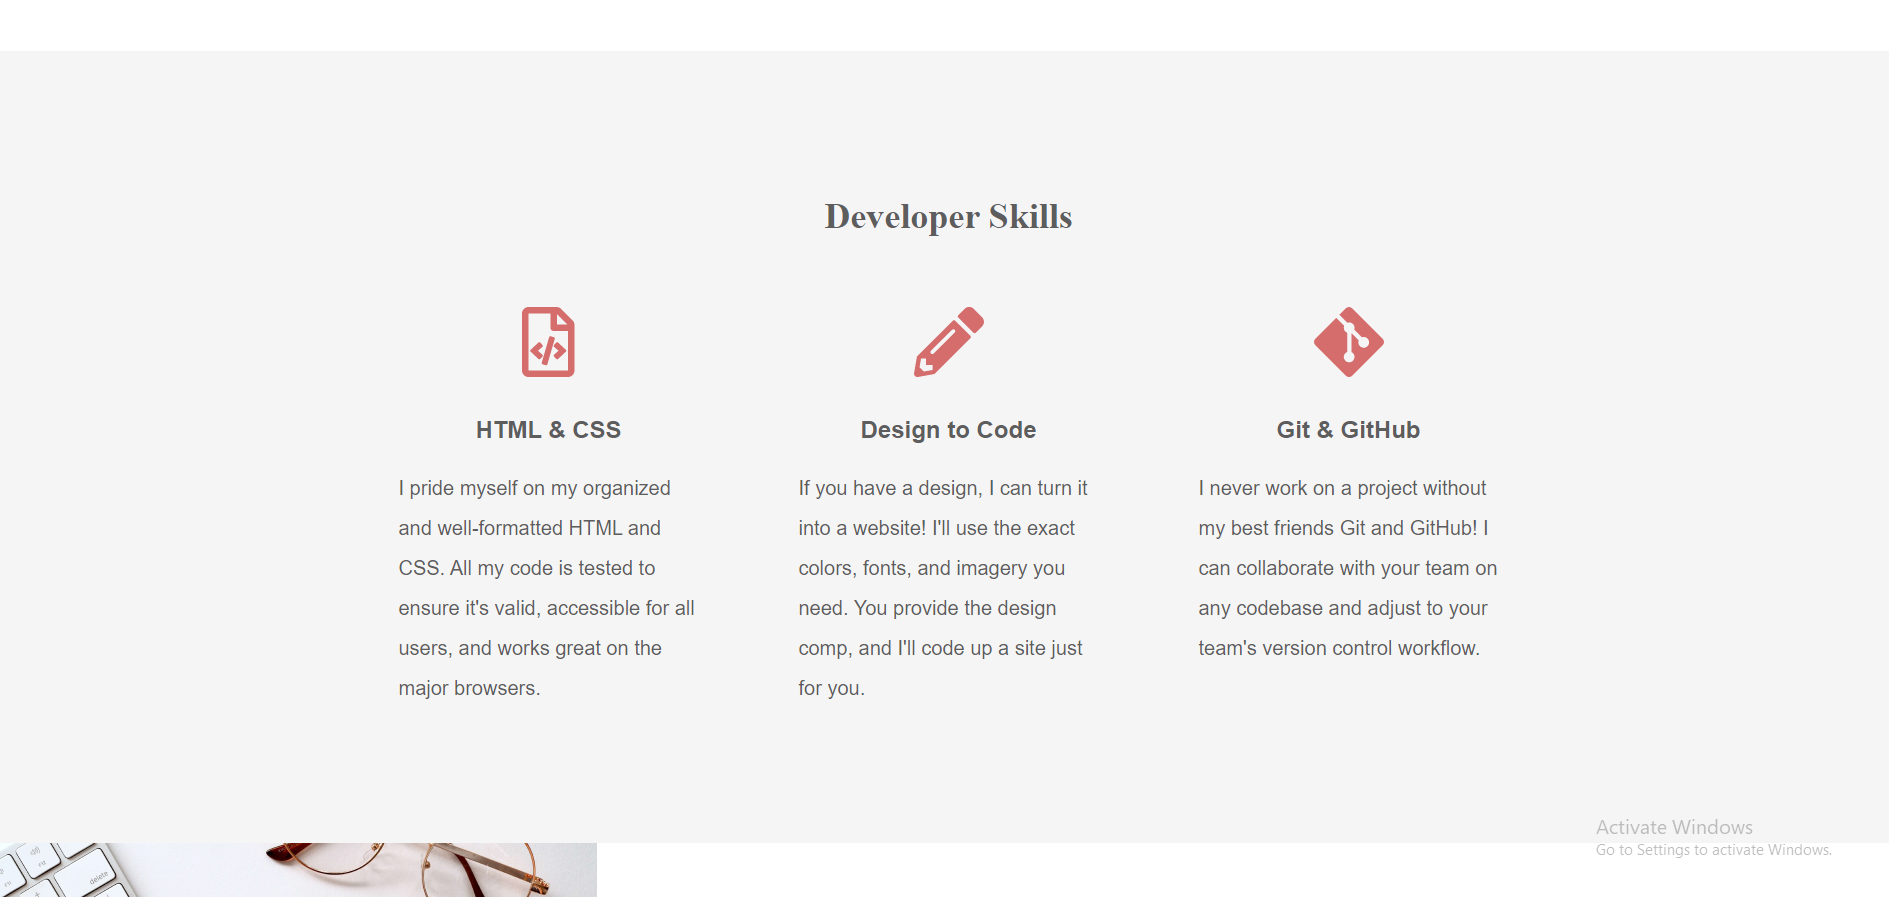 Developer Skills
HTML & CSS
I pride myself on my organized
and well-formatted HTML and
CSS. All my code is tested to
ensure it's valid, accessible for all
users, and works great on the
major browsers.
Design to Code
If you have a design, I can turn it
into a website! I'll use the exact
colors, fonts, and imagery you
need. You provide the design
comp, and I'll code up a site just
for you.
Git & GitHub
I never work on a project without
my best friends Git and GitHub! I
can collaborate with your team on
any codebase and adjust to your
team's version control workflow.
Activate Windows
Go to Settings to activate Windows.
delete